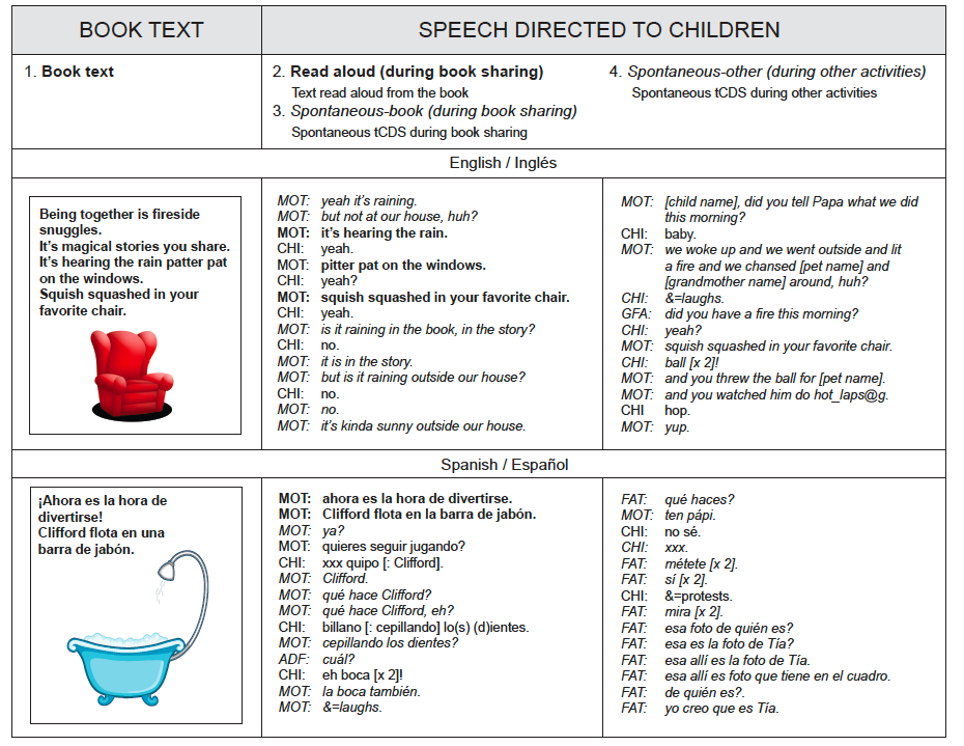 BOOK TEXT
SPEECH DIRECTED TO CHILDREN
1. Book text
2. Read aloud (during book sharing)
Text read aloud from the book
3. Spontaneous-book (during book sharing)
Spontaneous tCDS during book sharing
4. Spontaneous-other (during other activities)
Spontaneous tCDS during other activities
English / Inglés
Being together is fireside
snuggles.
It's magical stories you share.
It's hearing the rain patter pat
on the windows.
Squish squashed in your
favorite chair.
MOT: yeah it's raining.
MOT: but not at our house, huh?
MOT: it's hearing the rain.
CHI: yeah.
MOT: pitter pat on the windows.
CHI: yeah?
MOT: squish squashed in your favorite chair.
CHI: yeah.
MOT: is it raining in the book, in the story?
CHI: no.
MOT: it is in the story.
MOT: but is it raining outside our house?
CHI: no.
MOT: no.
MOT: it's kinda sunny outside our house.
MOT: [child name], did you tell Papa what we did
this morning?
CHI: baby.
MOT: we woke up and we went outside and lit
a fire and we chansed [pet name] and
[grandmother name] around, huh?
CHI: &=laughs.
GFA: did you have a fire this morning?
CHI: yeah?
MOT: squish squashed in your favorite chair.
CHI: ball [x 2]!
MOT: and you threw the ball for [pet name].
MOT: and you watched him do hot_laps@g.
CHI hop.
MOT: yup.
Spanish / Español
¡Ahora es la hora de
divertirse!
Clifford flota en una
barra de jabón.
MOT: ahora es la hora de divertirse.
MOT: Clifford flota en la barra de jabón.
MOT: ya?
MOT: quieres seguir jugando?
CHI: xxx quipo [: Clifford].
MOT: Clifford.
MOT: qué hace Clifford?
MOT: qué hace Clifford, eh?
CHI: billano [: cepillando] lo(s) (d)ientes.
MOT: cepillando los dientes?
ADF: cuál?
CHI: eh boca [x 2]!
MOT: la boca también.
MOT: &=laughs.
FAT: qué haces?
MOT: ten pápi.
CHI: no sé.
CHI: xxx.
FAT: métete [x 2].
FAT: sí [x 2].
CHI: &=protests.
FAT: mira [x 2].
FAT: esa foto de quién es?
FAT: esa es la foto de Tía?
FAT: esa allí es la foto de Tía.
FAT: esa allí es foto que tiene en el cuadro.
FAT: de quién es?.
FAT: yo creo que es Tía.